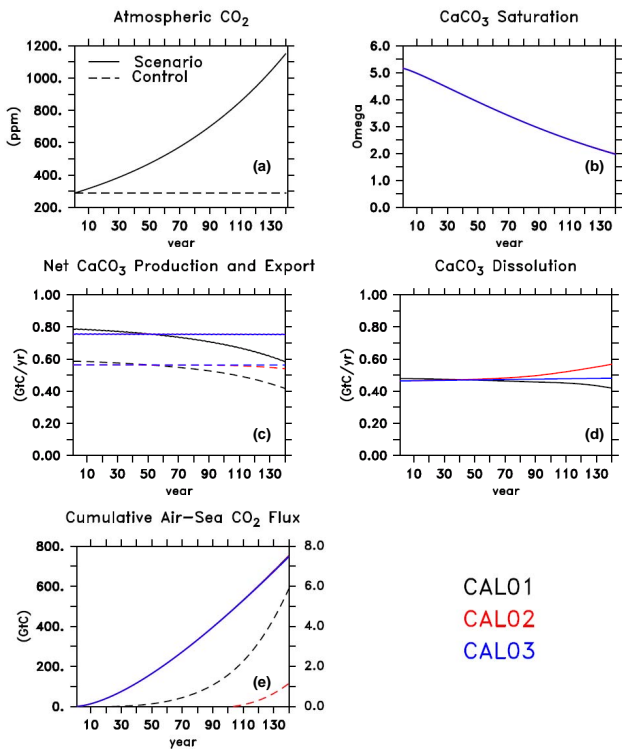 Atmospheric CO2
1200.
1000.
800.
600.
400.
200.
(ppm)
Scenario
Control
(a)
10 30 50 70 90 110 130
year
CaCO3 Saturation
6.0
5.0
4.0
3.0
2.0
1.0
0.0
Omega
(b)
10 30 50 70 90 110 130
year
Net CaCO3 Production and Export
1.00
0.80
0.60
0.40
0.20
0.00
(GtC/yr)
(c)
10 30 50 70 90 110 130
year
CaCO3 Dissolution
1.00
0.80
0.60
0.40
0.20
0.00
(GtC/yr)
(d)
10 30 50 70 90 110 130
year
Cumulative Air-Sea CO2 Flux
800.
600.
400.
200.
0.
(GtC)
8.0
6.0
4.0
2.0
0.0
(e)
10 30 50 70 90 110 130
year
CAL01
CAL02
CAL03